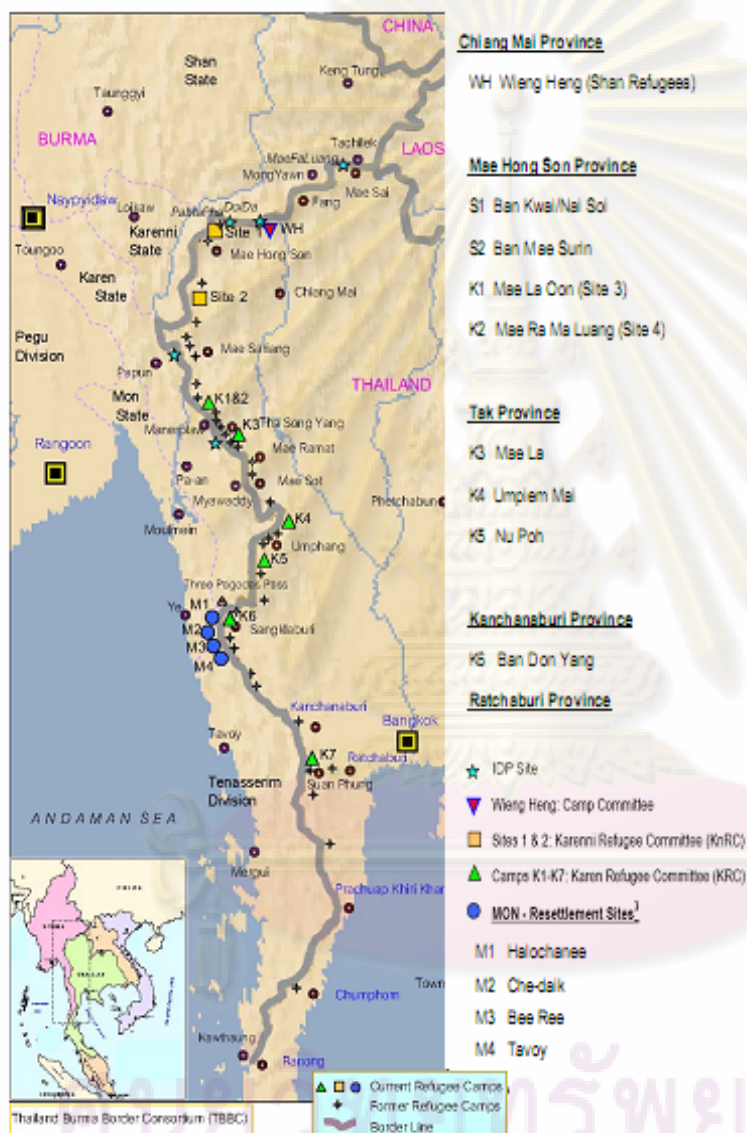 CHINA
Shan
State
Keng Tung
Taunggyi
BURMA
Tachilek
LAOS
MaeFaLuang
MongYawn
Mae Sai
Naypyidaw
Loikaw
DoiDa
Fang
Karenni
State
Site 1
WH
Toungoo
Mae Hong Son
Karen
State
Site 2
Chiang Mai
Pegu
Division
Mae Sariang
Papun
THAILAND
Mon
State
K1&2
Manerplaw
K3
Tha Song Yang
Rangoon
Mae Ramat
Pa-an
Mae Sot
Myawaddy
Phetchabun
Moulmein
K4
Umphang
K5
Three Pagodas Pass
Ye
M1
K6
M2
Sangklaburi
M3
M4
Kanchanaburi
Bangkok
Tavoy
K7
Ratchaburi
Suan Phung
Tenasserim
Division
ANDAMAN SEA
Mergui
Prachuap Khiri Khan
Chumphorn
Town
Kawthaung
Ranong
Thailand Burma Border Consortium (TBBC)
Current Refugee Camps
Former Refugee Camps
Border Line
Chiang Mai Province
WH Wieng Heng (Shan Refugees)
Mae Hong Son Province
S1 Ban Kwai/Nai Soi
S2 Ban Mae Surin
K1 Mae La Oon (Site 3)
K2 Mae Ra Ma Luang (Site 4)
Tak Province
K3 Mae La
K4 Umpiem Mai
K5 Nu Poh
Kanchanaburi Province
K6 Ban Don Yang
Ratchaburi Province
IDP Site
Wieng Heng: Camp Committee
Sites 1 & 2: Karenni Refugee Committee (KnRC)
Camps K1-K7: Karen Refugee Committee (KRC)
MON - Resettlement Sites
M1 Halochanee
M2 Che-daik
M3 Bee Ree
M4 Tavoy